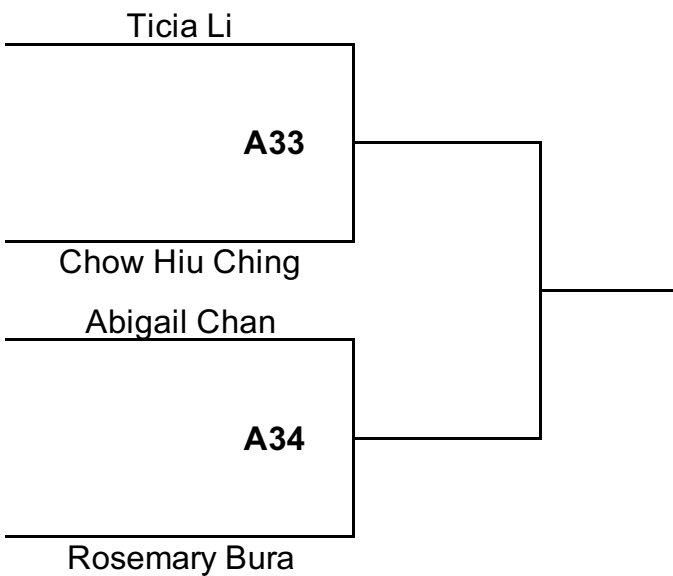 Ticia Li
A33
Chow Hiu Ching
Abigail Chan
A34
Rosemary Bura